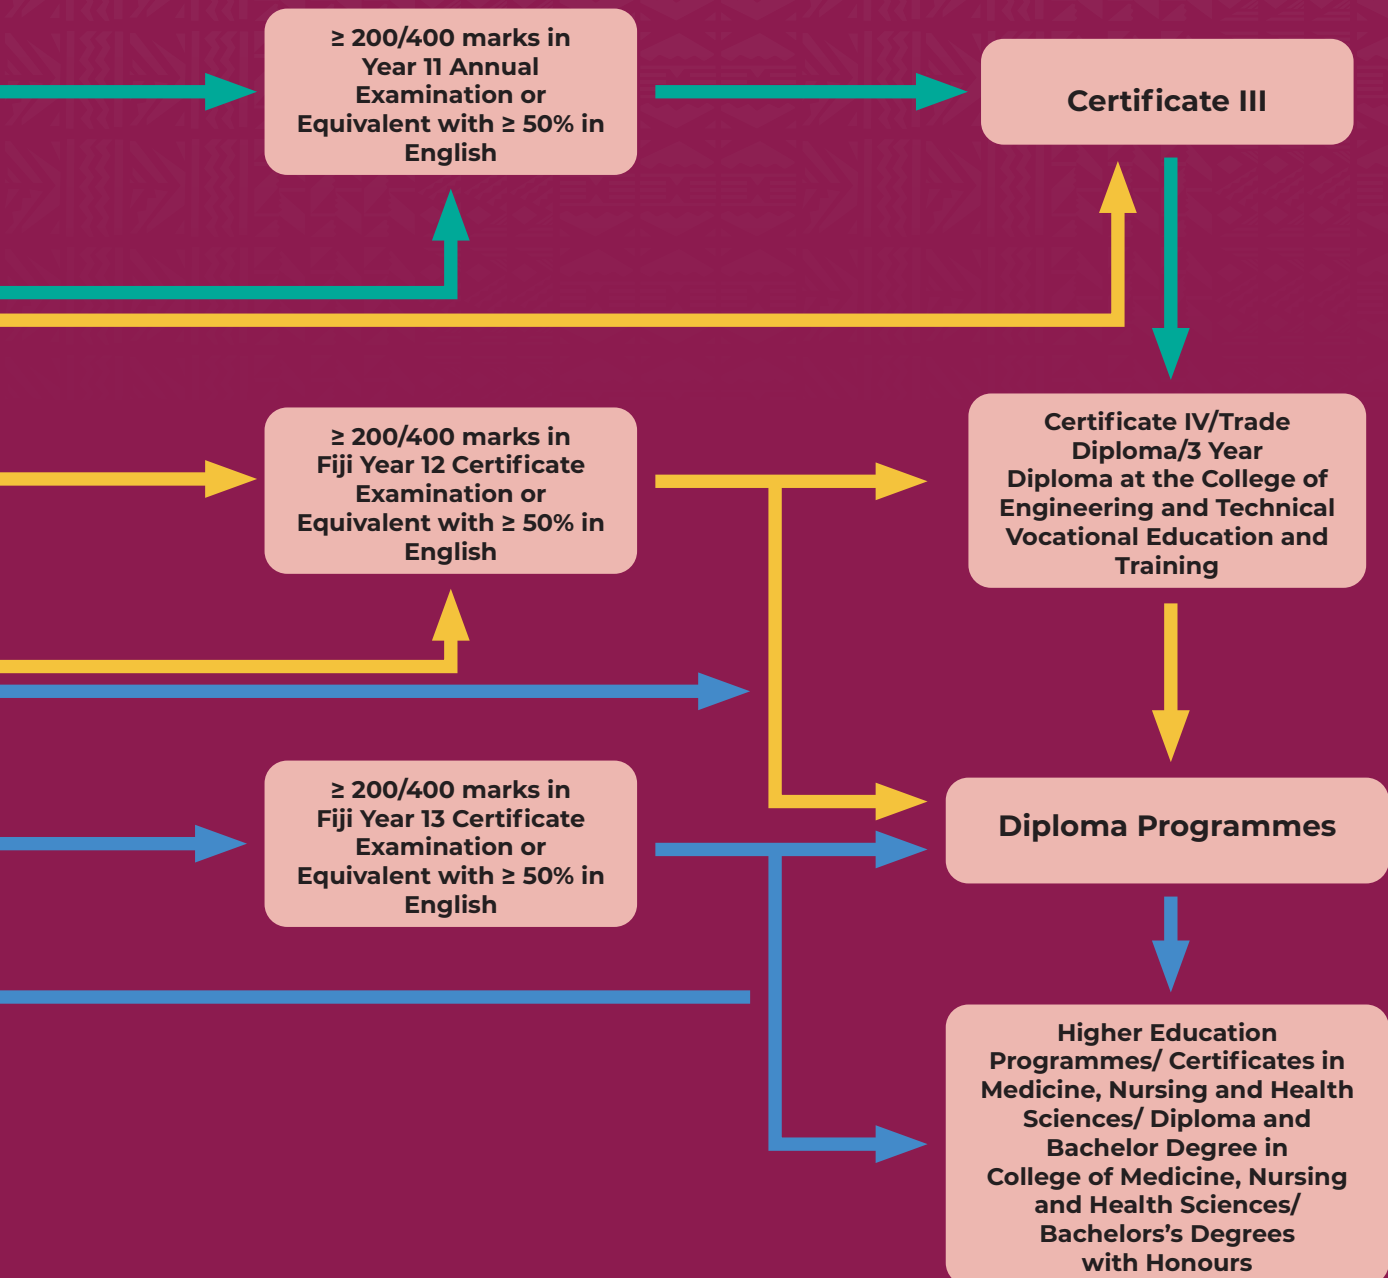 ≥ 200/400 marks in
Year 11 Annual
Examination or
Equivalent with ≥ 50% in
English
Certificate III
≥ 200/400 marks in
Fiji Year 12 Certificate
Examination or
Equivalent with ≥ 50% in
English
Certificate IV/Trade
Diploma/3 Year
Diploma at the College of
Engineering and Technical
Vocational Education and
Training
≥ 200/400 marks in
Fiji Year 13 Certificate
Examination or
Equivalent with ≥ 50% in
English
Diploma Programmes
Higher Education
Programmes/ Certificates in
Medicine, Nursing and Health
Sciences/ Diploma and
Bachelor Degree in
College of Medicine, Nursing
and Health Sciences/
Bachelors’s Degrees
with Honours